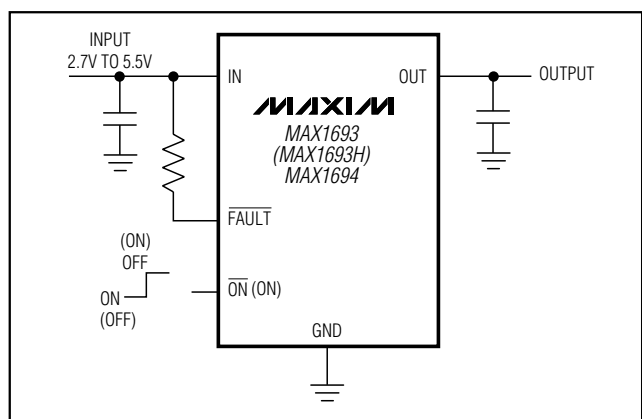 INPUT
2.7V TO 5.5V
IN
OUT
OUTPUT
MAXIM
MAX1693
(MAX1693H)
MAX1694
FAULT
(ON)
OFF
ON
(OFF)
ON (ON)
GND